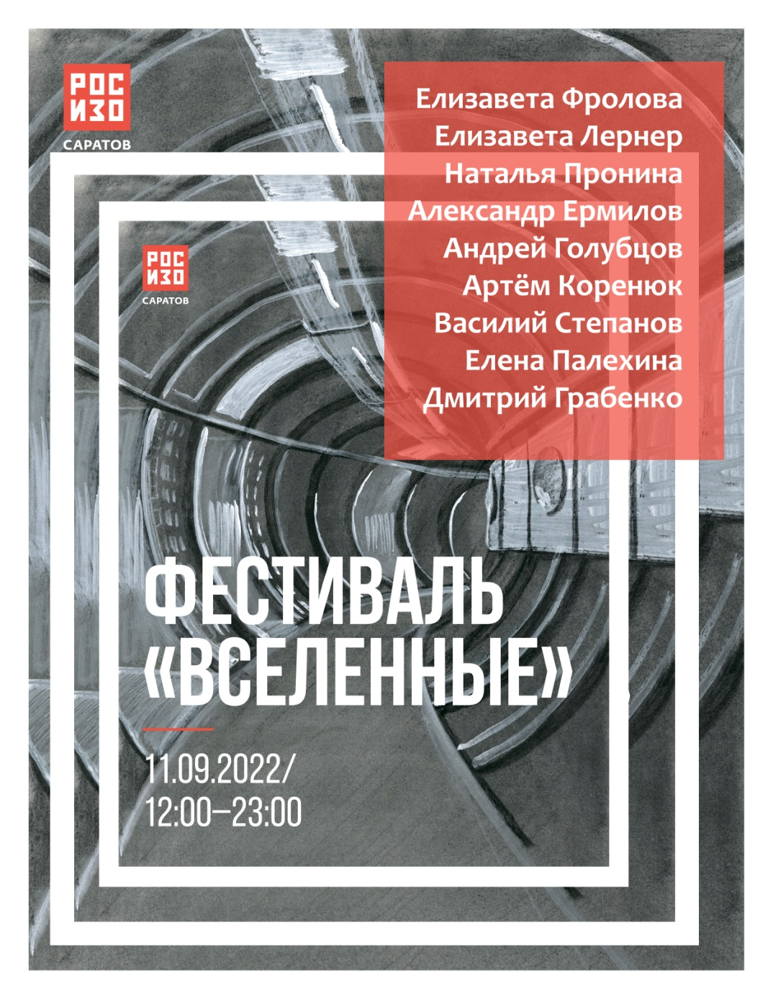 РОС
ИЗО
САРАТОВ
Елизавета Фролова
Елизавета Лернер
Наталья Пронина
Александр Ермилов
Андрей Голубцов
Артём Коренюк
Василий Степанов
Елена Палехина
Дмитрий Грабенко
РОС
ИЗО
САРАТОВ
ФЕСТИВАЛЬ
«ВСЕЛЕННЫЕ»
11.09.2022/
12:00–23:00